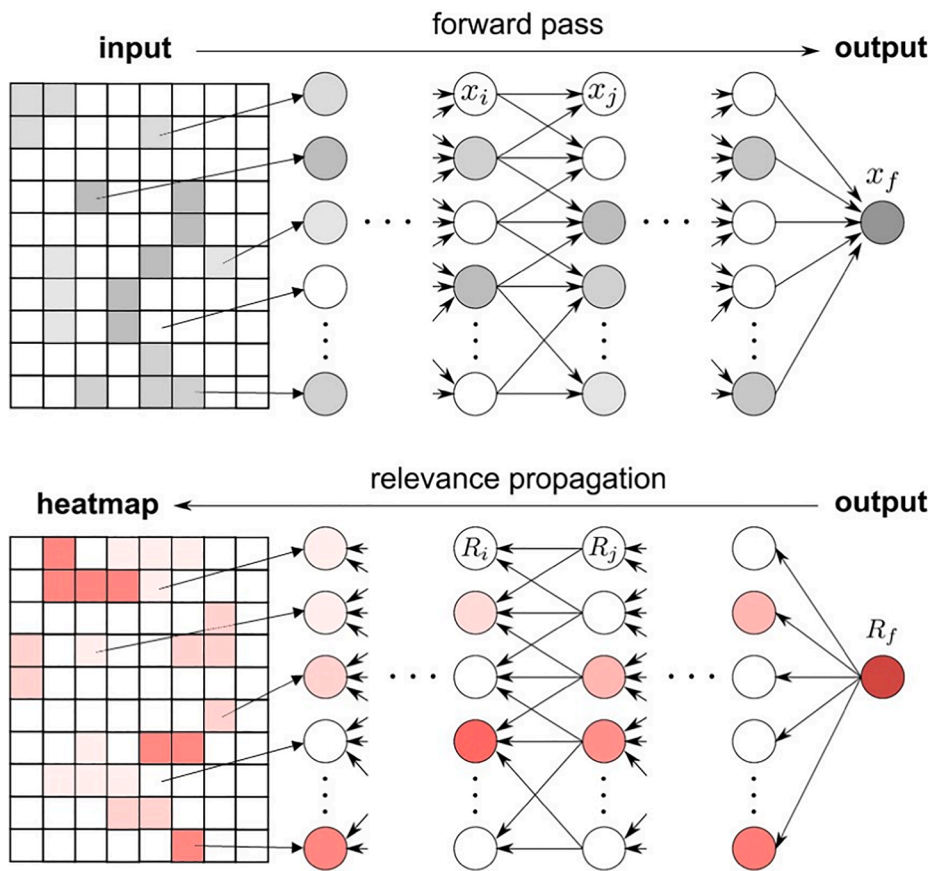 forward pass
input
output
x_i
x_j
x_f
relevance propagation
heatmap
output
R_i
R_j
R_f